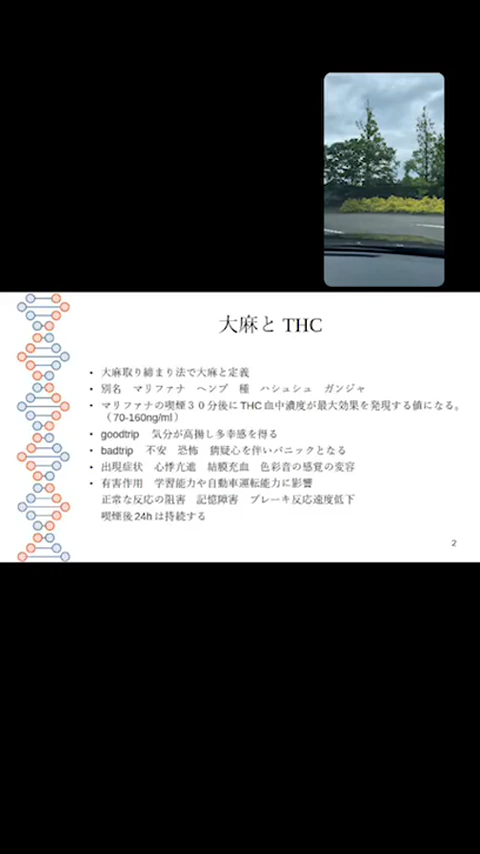 大麻と THC
• 大麻取り締まり法で大麻と定義
• 別名　マリファナ　ヘンプ　種　ハシュシュ　ガンジャ
• マリファナの喫煙３０分後に THC 血中濃度が最大効果を発現する値になる。
（70-160ng/ml）
• goodtrip　気分が高揚し多幸感を得る
• badtrip　不安　恐怖　猜疑心を伴いパニックとなる
• 出現症状　心悸亢進　結膜充血　色彩音の感覚の変容
• 有害作用　学習能力や自動車運転能力に影響
正常な反応の阻害　記憶障害　ブレーキ反応速度低下
喫煙後 24h は持続する
2